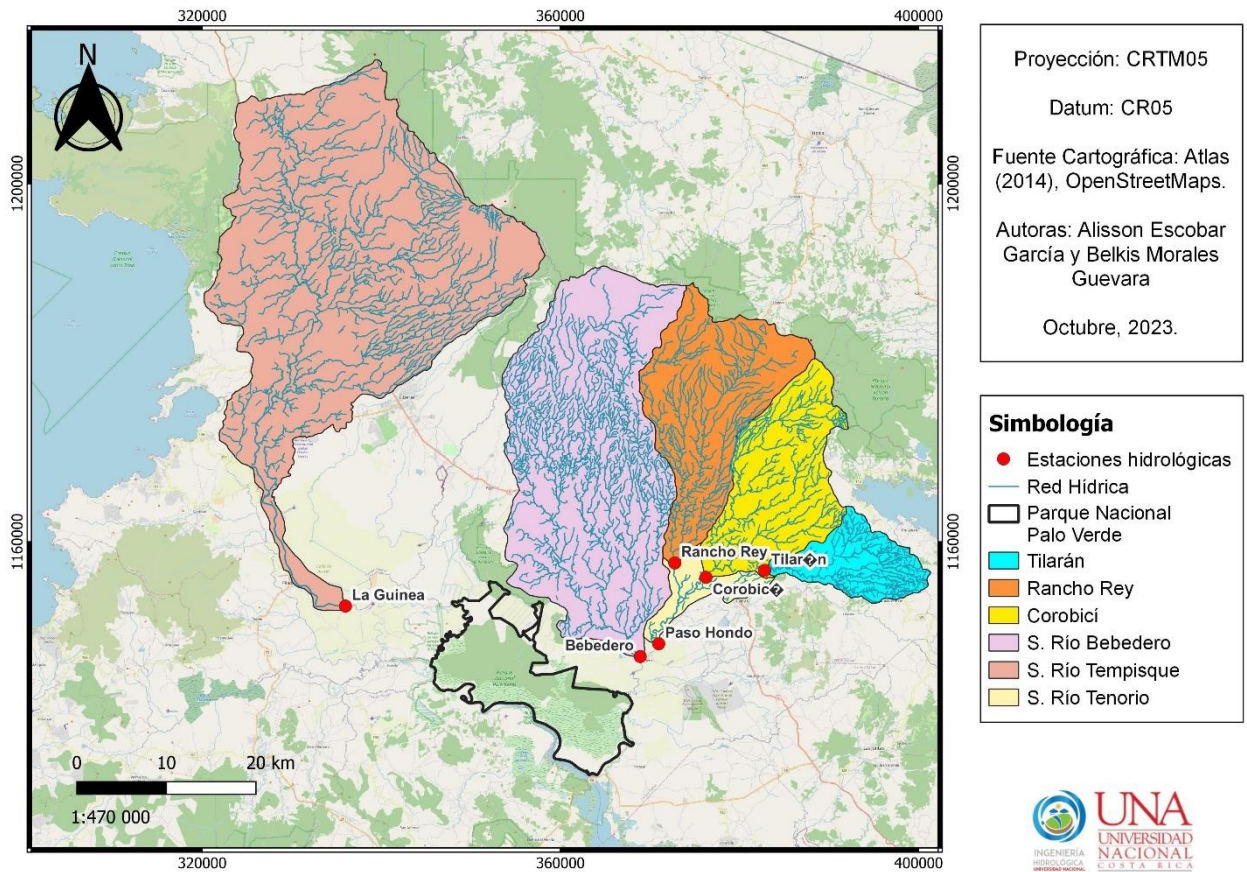 320000 360000 400000
N
1200000 1200000
1160000 1160000
Rancho Rey
Tilar�n
Corobic�
La Guinea
Paso Hondo
Bebedero
0 10 20 km
1:470 000
320000 360000 400000
Proyección: CRTM05
Datum: CR05
Fuente Cartográfica: Atlas
(2014), OpenStreetMaps.
Autoras: Alisson Escobar
García y Belkis Morales
Guevara
Octubre, 2023.
Simbología
Estaciones hidrológicas
Red Hídrica
Parque Nacional
Palo Verde
Tilarán
Rancho Rey
Corobicí
S. Río Bebedero
S. Río Tempisque
S. Río Tenorio
INGENIERÍA
HIDROLÓGICA
UNIVERSIDAD NACIONAL
UNA
UNIVERSIDAD
NACIONAL
COSTA RICA